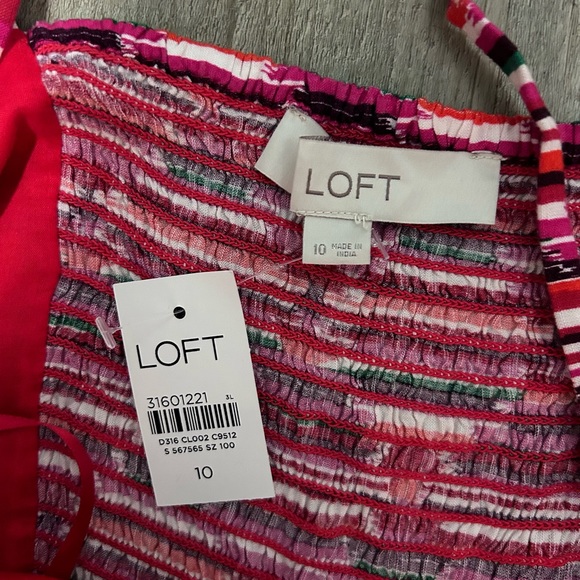 LOFT
10 MADE IN
INDIA
LOFT
31601221 3L
D316 CL002 C9512
S 567565 SZ 100
10